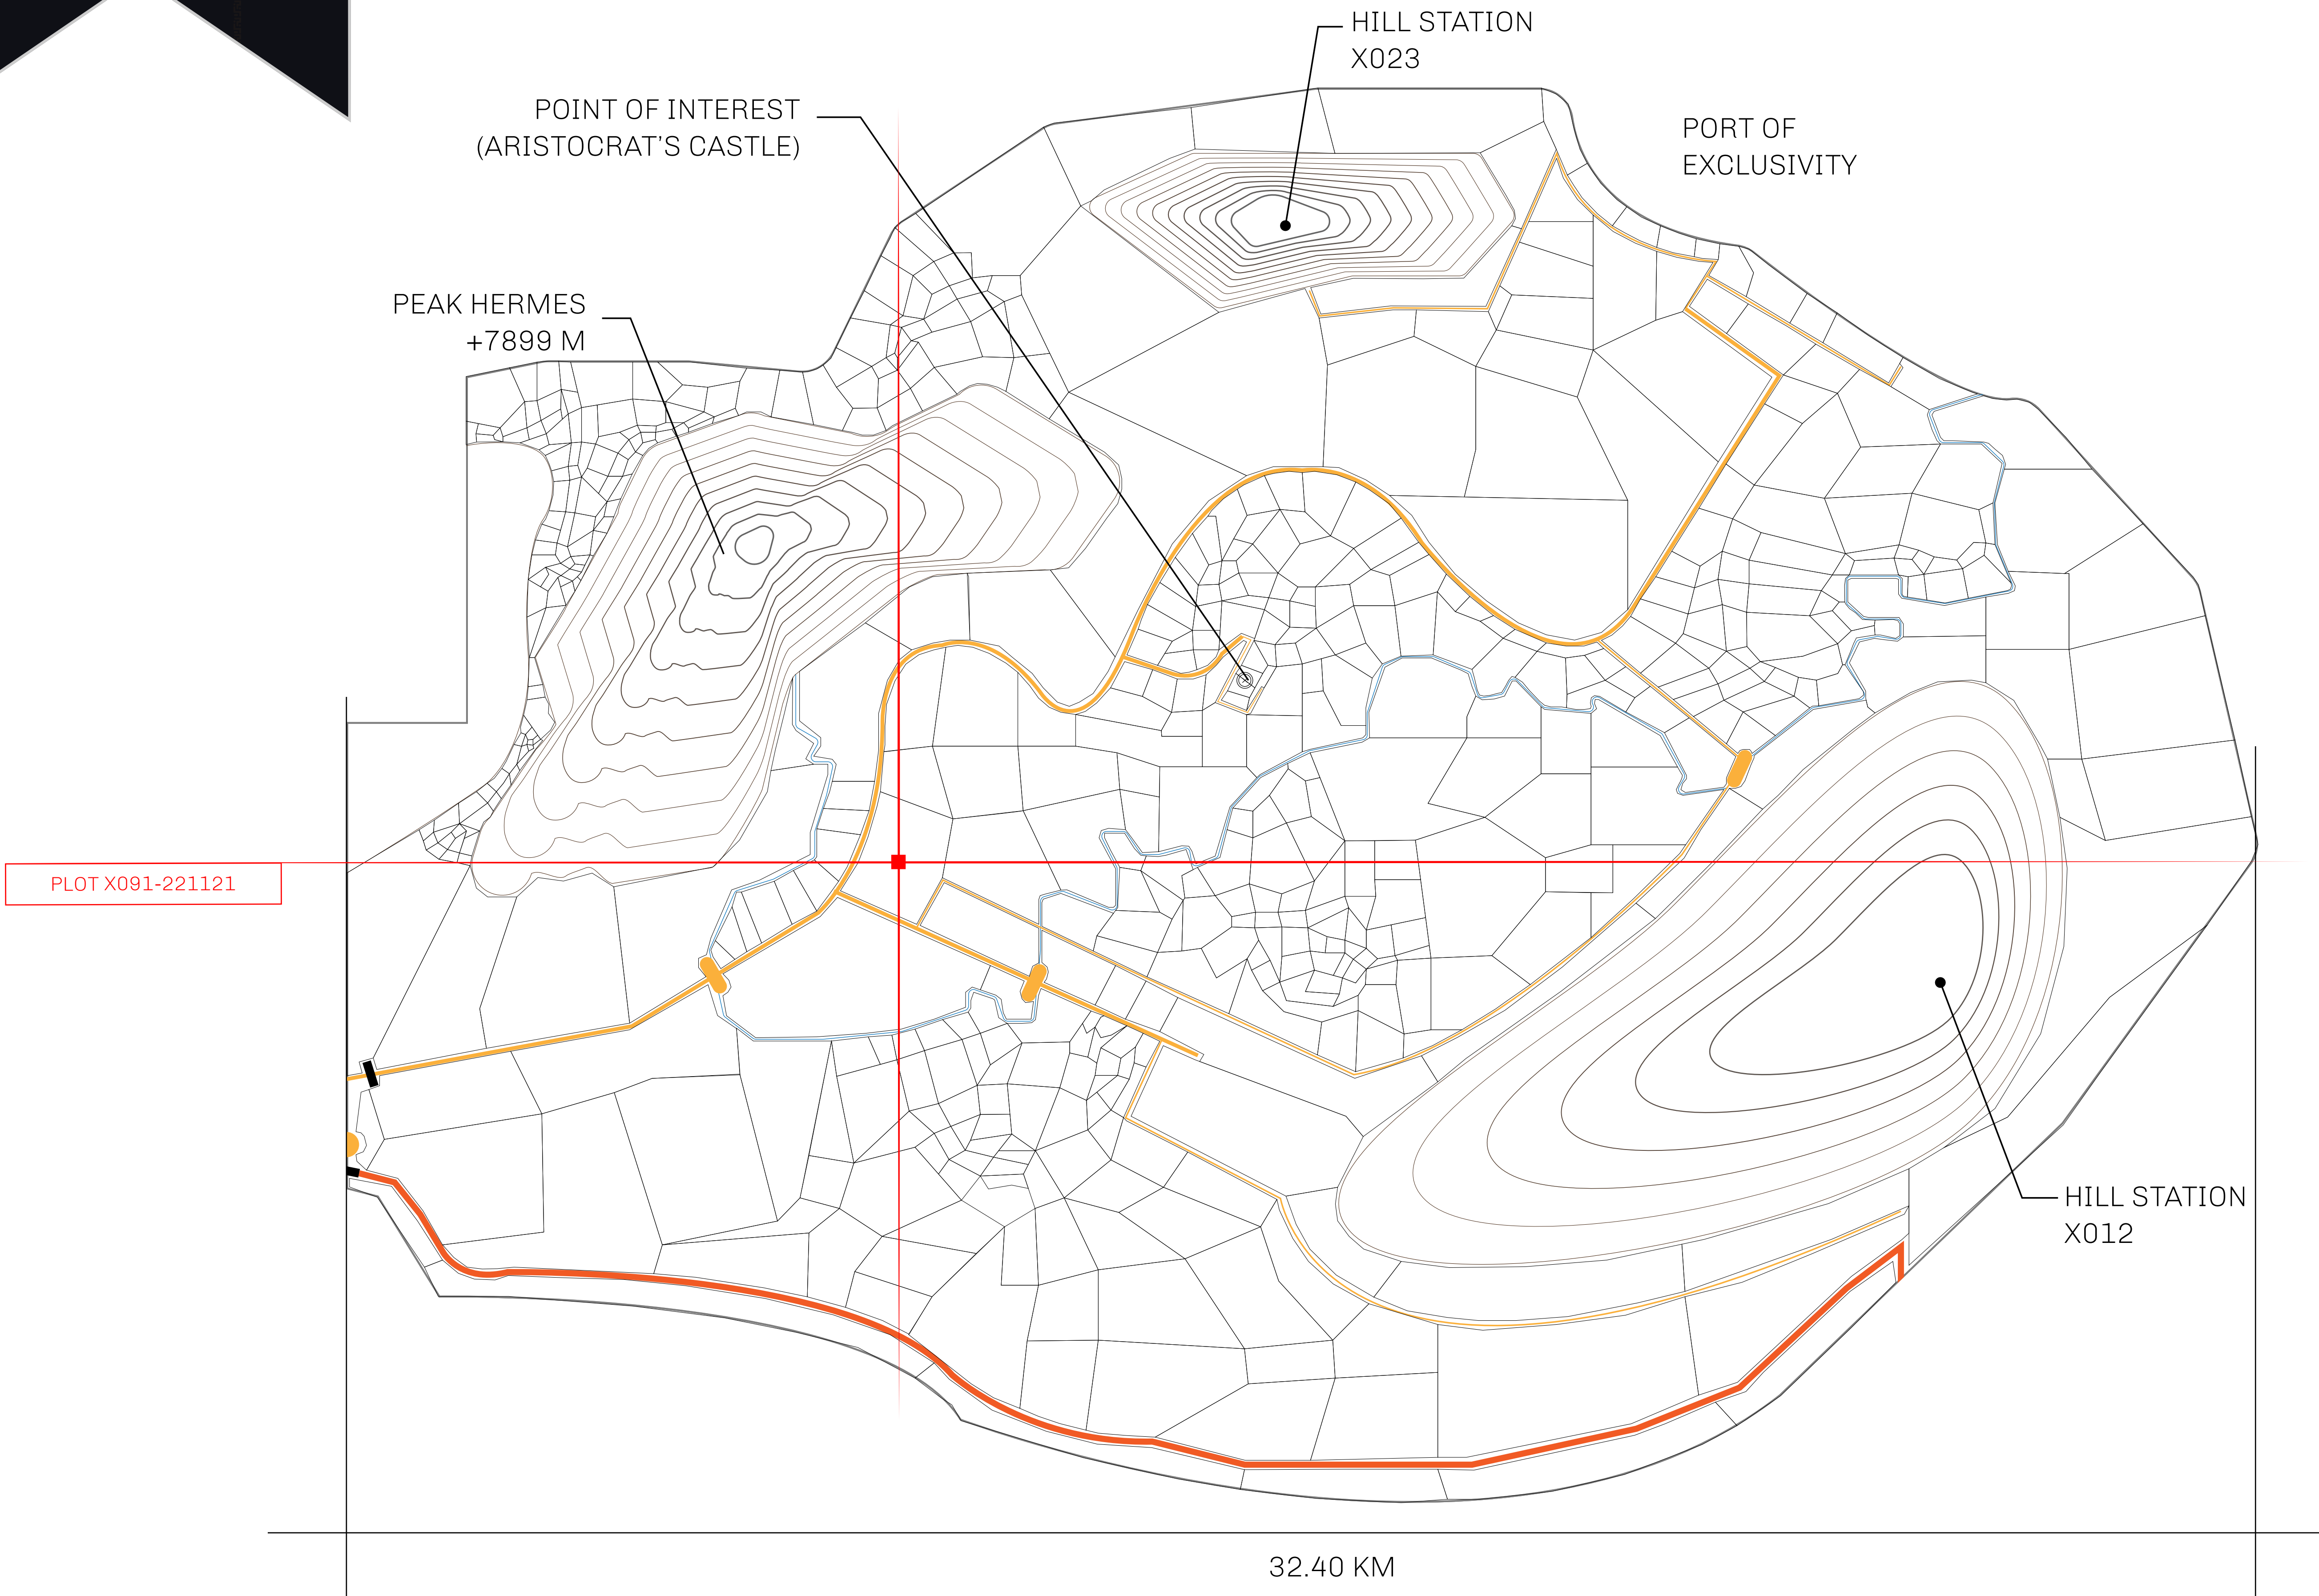 HILL STATION
X023
POINT OF INTEREST
(ARISTOCRAT'S CASTLE)
PORT OF
EXCLUSIVITY
PEAK HERMES
+7899 M
PLOT X091-221121
HILL STATION
X012
32.40 KM